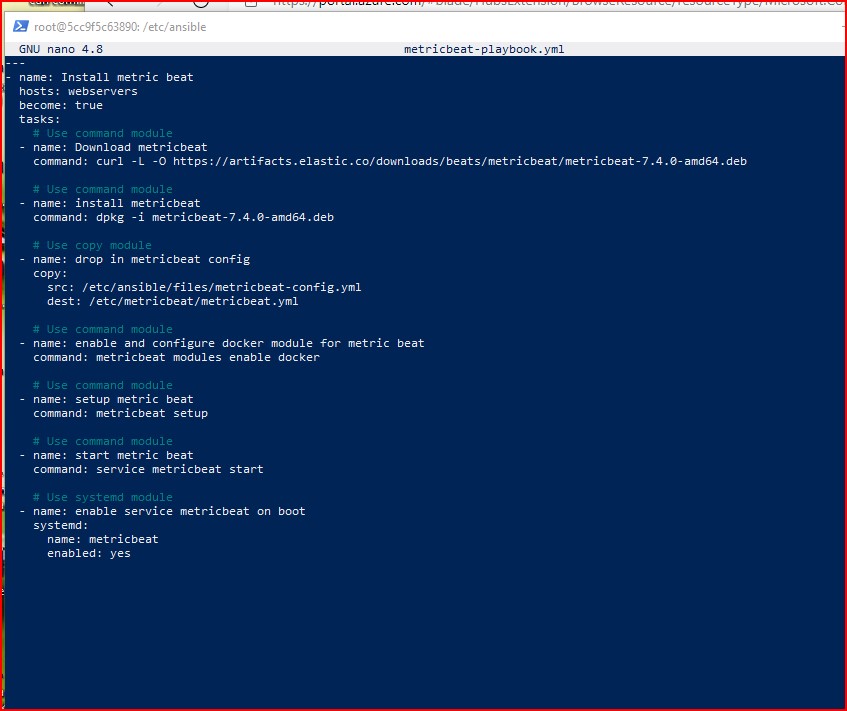 https://portal.azure.com/
root@5cc9f5c63890: /etc/ansible
GNU nano 4.8 metricbeat-playbook.yml
---
- name: Install metric beat
  hosts: webservers
  become: true
  tasks:
    # Use command module
  - name: Download metricbeat
    command: curl -L -O https://artifacts.elastic.co/downloads/beats/metricbeat/metricbeat-7.4.0-amd64.deb

    # Use command module
  - name: install metricbeat
    command: dpkg -i metricbeat-7.4.0-amd64.deb

    # Use copy module
  - name: drop in metricbeat config
    copy:
      src: /etc/ansible/files/metricbeat-config.yml
      dest: /etc/metricbeat/metricbeat.yml

    # Use command module
  - name: enable and configure docker module for metric beat
    command: metricbeat modules enable docker

    # Use command module
  - name: setup metric beat
    command: metricbeat setup

    # Use command module
  - name: start metric beat
    command: service metricbeat start

    # Use systemd module
  - name: enable service metricbeat on boot
    systemd:
      name: metricbeat
      enabled: yes